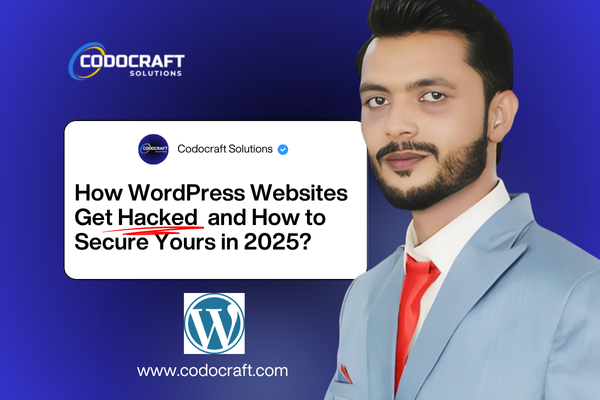 CODOCRAFT
SOLUTIONS
CODOCRAFT
Codocraft Solutions
How WordPress Websites
Get Hacked and How to
Secure Yours in 2025?
W
www.codocraft.com